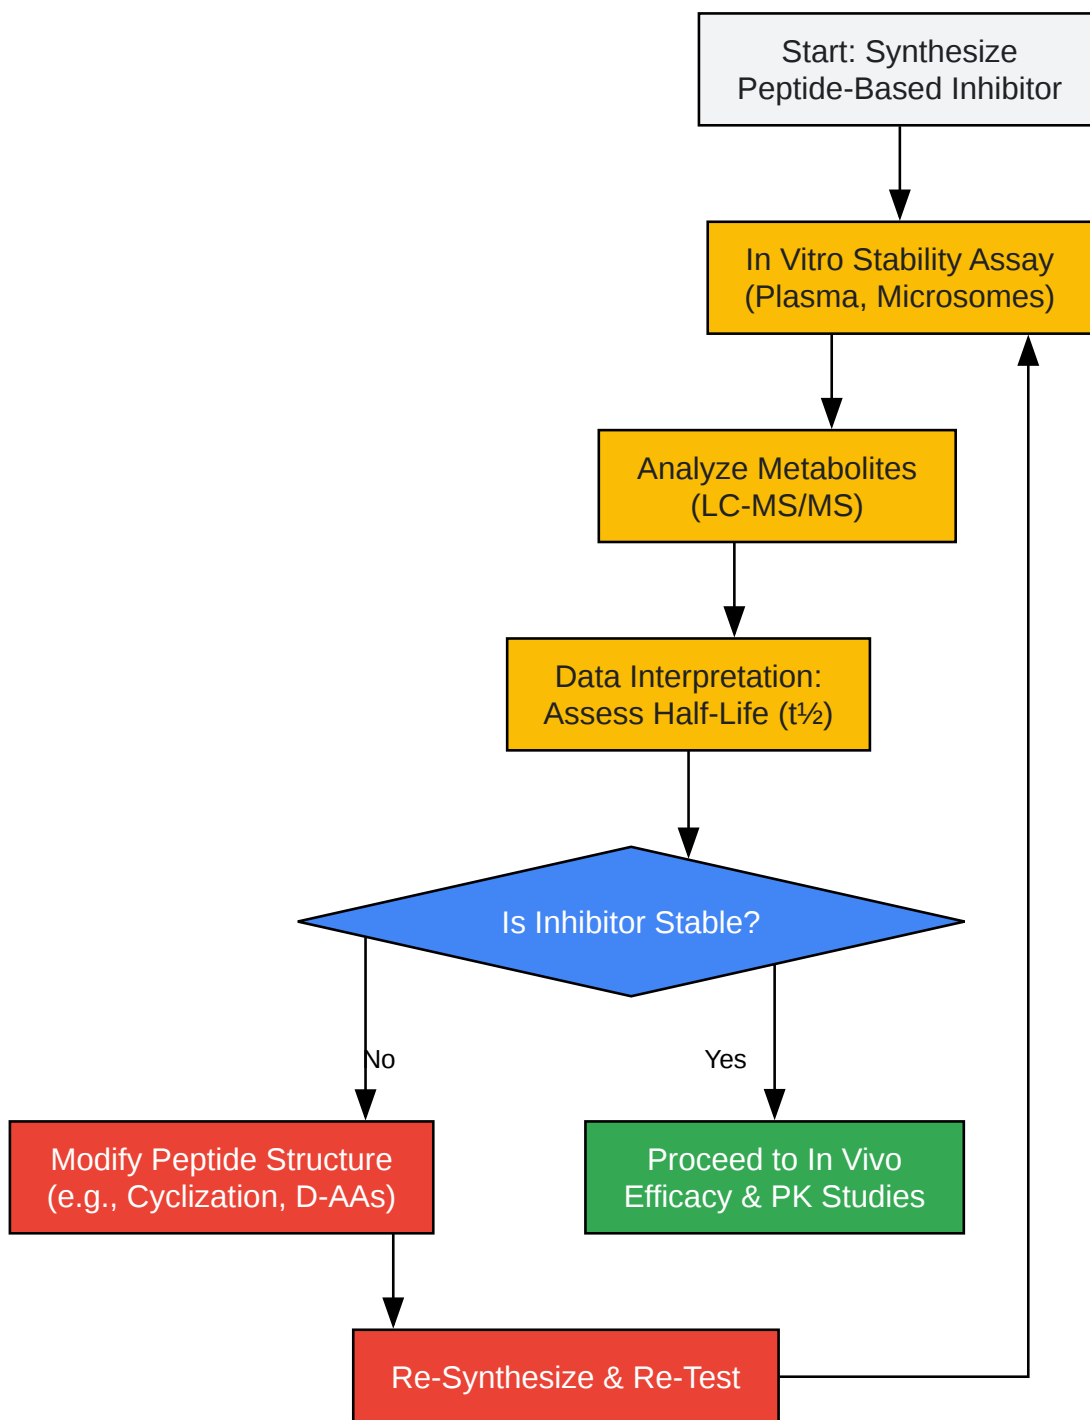 Start: Synthesize
Peptide-Based Inhibitor
In Vitro Stability Assay
(Plasma, Microsomes)
Analyze Metabolites
(LC-MS/MS)
Data Interpretation:
Assess Half-Life (t½)
Is Inhibitor Stable?
No
Yes
Modify Peptide Structure
(e.g., Cyclization, D-AAs)
Proceed to In Vivo
Efficacy & PK Studies
Re-Synthesize & Re-Test